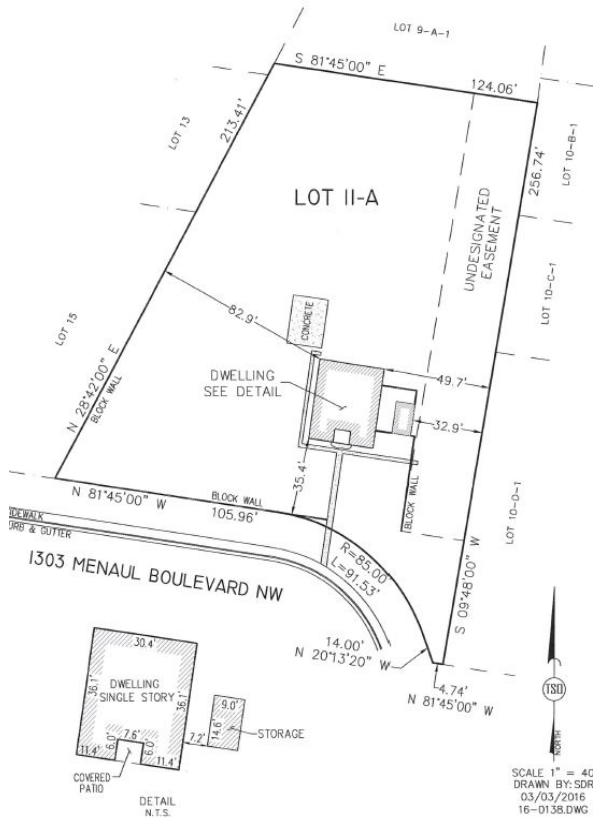 LOT 9-A-1
S 81°45'00" E
124.06'
LOT 13
213.41'
256.74'
LOT 10-B-1
LOT 11-A
UNDESIGNATED
EASEMENT
LOT 10-C-1
82.9'
CONCRETE
LOT 15
N 28°42'00" E
BLOCK WALL
DWELLING
SEE DETAIL
49.7'
32.9'
35.4'
N 81°45'00" W
BLOCK WALL
105.96'
BLOCK WALL
LOT 10-D-1
S 09°48'00" W
IDEWALK
URB & GUTTER
1303 MENAUL BOULEVARD NW
R=85.00'
L=91.53'
14.00'
N 20°13'20" W
4.74'
N 81°45'00" W
30.4'
36.1'
DWELLING
SINGLE STORY
36.1'
9.0'
14.6'
STORAGE
7.2'
7.6'
6.0'
6.0'
11.4'
11.4'
COVERED
PATIO
DETAIL
N.T.S.
TSD
NORTH
SCALE 1" = 40
DRAWN BY: SDR
03/03/2016
16-0138.DWG